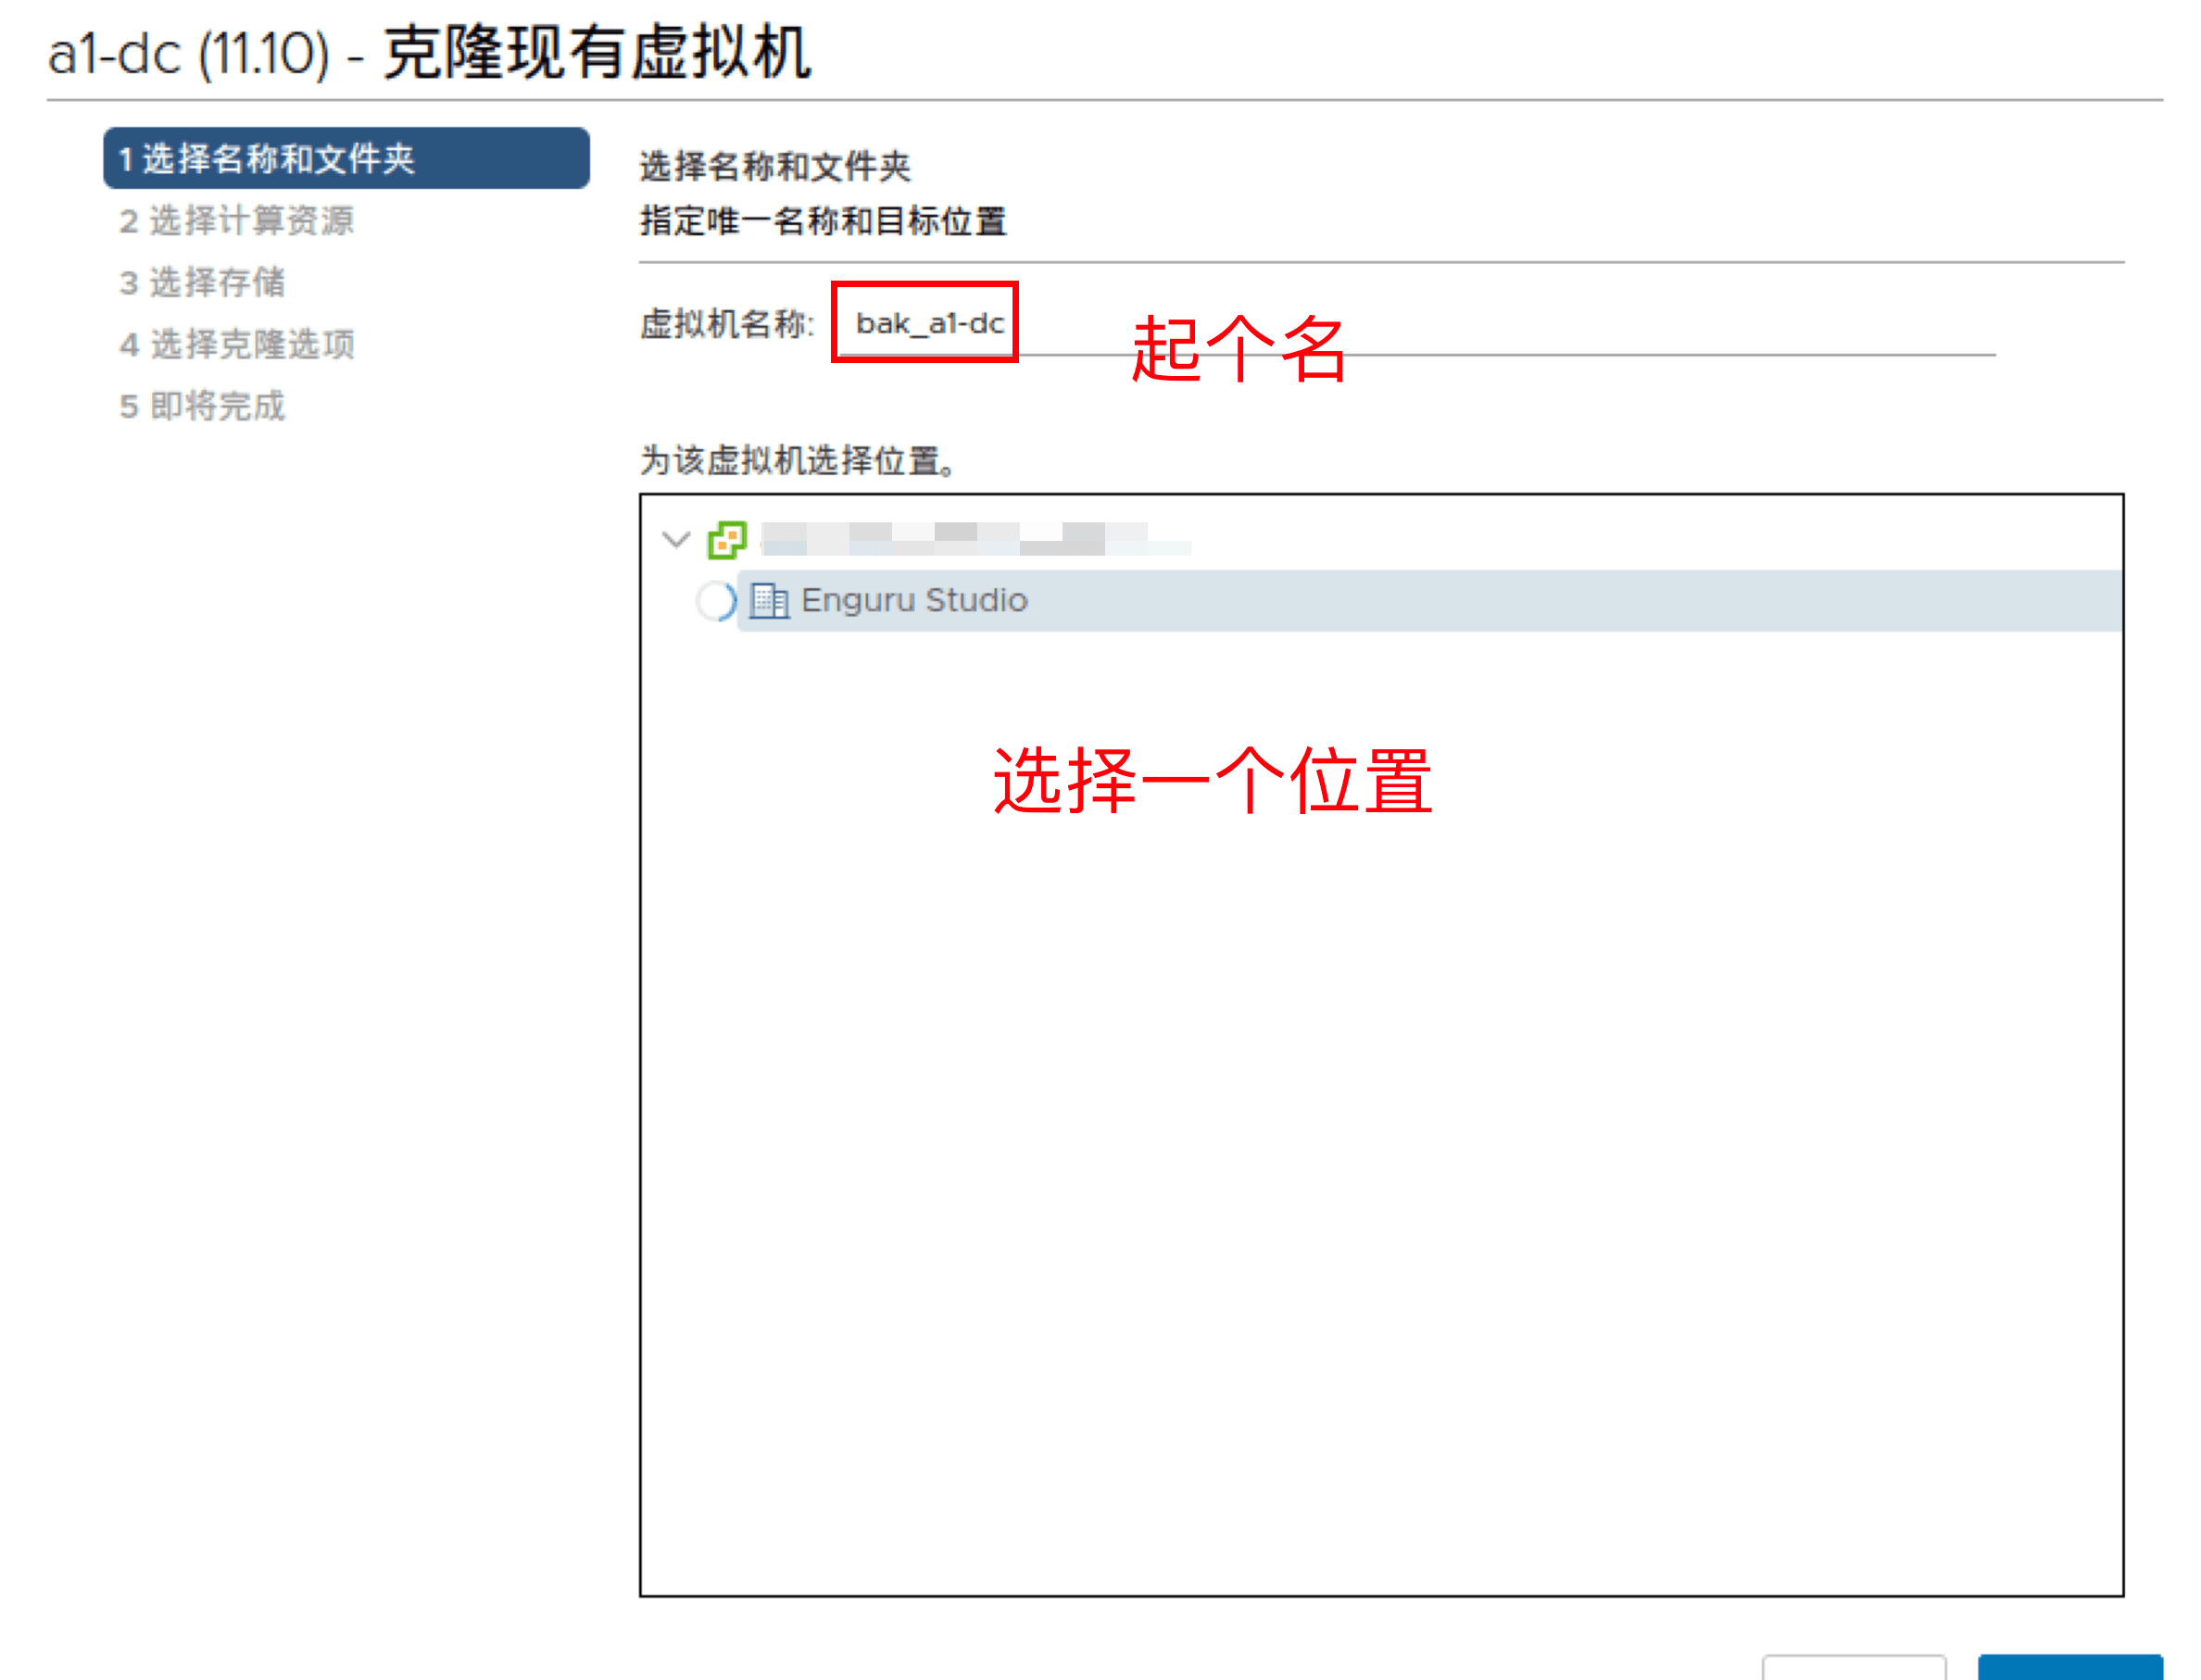 a1-dc (11.10) - 克隆现有虚拟机
1 选择名称和文件夹
2 选择计算资源
3 选择存储
4 选择克隆选项
5 即将完成
选择名称和文件夹
指定唯一名称和目标位置
虚拟机名称: bak_a1-dc
起个名
为该虚拟机选择位置。
Enguru Studio
选择一个位置